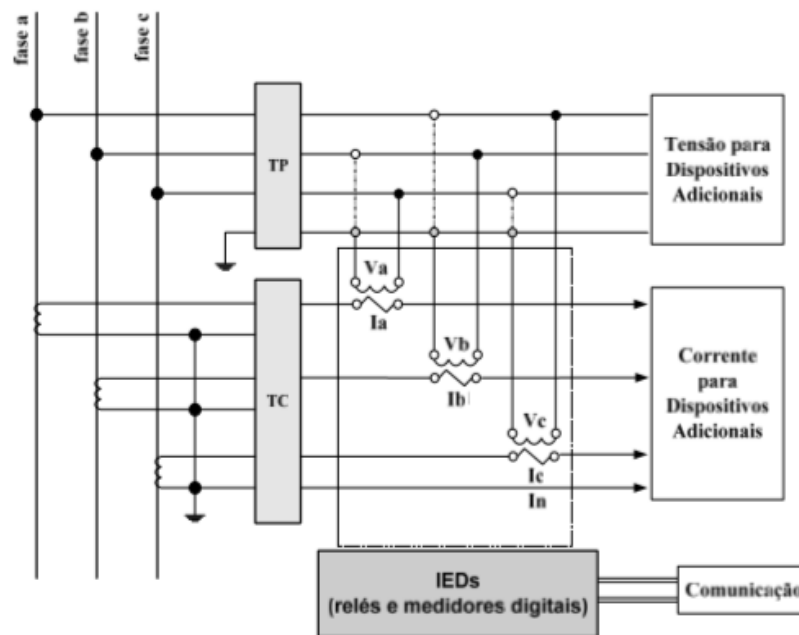 fase a
fase b
fase c
TP
Tensão para
Dispositivos
Adicionais
Va
Ia
Vb
Ib
TC
Corrente
para
Dispositivos
Adicionais
Vc
Ic
In
IEDs
(relés e medidores digitais)
Comunicação